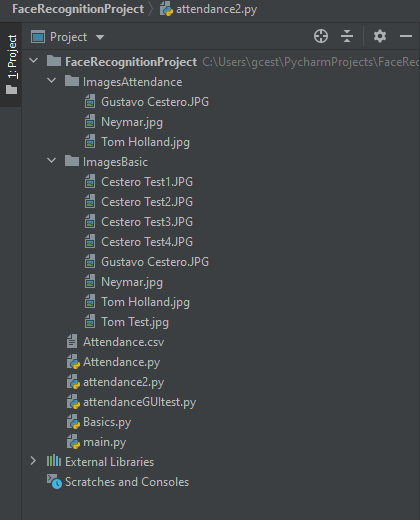 FaceRecognitionProject attendance2.py
Project
1: Project
FaceRecognitionProject C:\Users\gcest\PycharmProjects\FaceRec
ImagesAttendance
Gustavo Cestero.JPG
Neymar.jpg
Tom Holland.jpg
ImagesBasic
Cestero Test1.JPG
Cestero Test2.JPG
Cestero Test3.JPG
Cestero Test4.JPG
Gustavo Cestero.JPG
Neymar.jpg
Tom Holland.jpg
Tom Test.jpg
Attendance.csv
Attendance.py
attendance2.py
attendanceGUItest.py
Basics.py
main.py
External Libraries
Scratches and Consoles